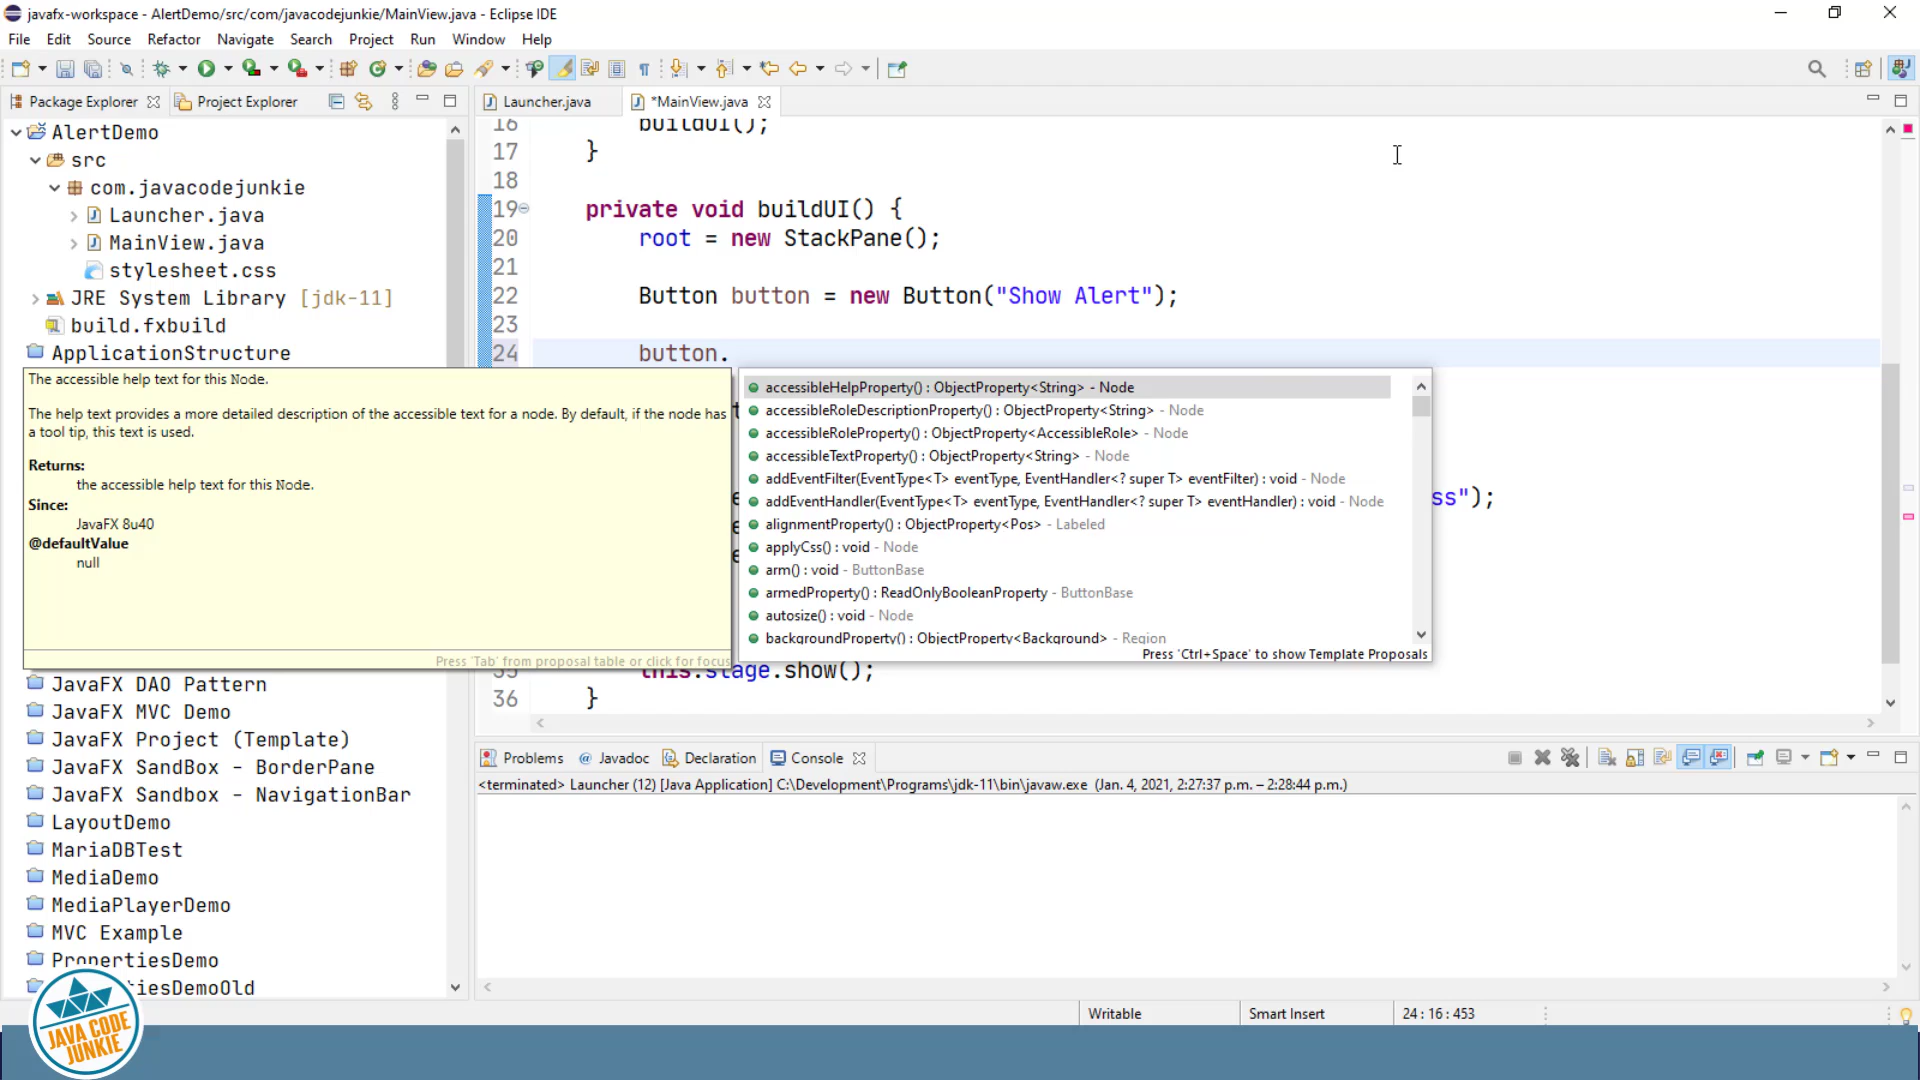 javafx-workspace - AlertDemo/src/com/javacodejunkie/MainView.java - Eclipse IDE
File Edit Source Refactor Navigate Search Project Run Window Help
Package Explorer Project Explorer
Launcher.java *MainView.java
AlertDemo
src
com.javacodejunkie
Launcher.java
MainView.java
stylesheet.css
JRE System Library [jdk-11]
build.fxbuild
ApplicationStructure
16 buildUI();
17 }
18
19 private void buildUI() {
20 root = new StackPane();
21
22 Button button = new Button("Show Alert");
23
24 button.
ss");
35 this.stage.show();
36 }
The accessible help text for this Node.
The help text provides a more detailed description of the accessible text for a node. By default, if the node has
a tool tip, this text is used.
Returns:
the accessible help text for this Node.
Since:
JavaFX 8u40
@defaultValue
null
Press 'Tab' from proposal table or click for focus
accessibleHelpProperty() : ObjectProperty<String> - Node
accessibleRoleDescriptionProperty() : ObjectProperty<String> - Node
accessibleRoleProperty() : ObjectProperty<AccessibleRole> - Node
accessibleTextProperty() : ObjectProperty<String> - Node
addEventFilter(EventType<T> eventType, EventHandler<? super T> eventFilter) : void - Node
addEventHandler(EventType<T> eventType, EventHandler<? super T> eventHandler) : void - Node
alignmentProperty() : ObjectProperty<Pos> - Labeled
applyCss() : void - Node
arm() : void - ButtonBase
armedProperty() : ReadOnlyBooleanProperty - ButtonBase
autosize() : void - Node
backgroundProperty() : ObjectProperty<Background> - Region
Press 'Ctrl+Space' to show Template Proposals
JavaFX DAO Pattern
JavaFX MVC Demo
JavaFX Project (Template)
JavaFX SandBox - BorderPane
JavaFX Sandbox - NavigationBar
LayoutDemo
MariaDBTest
MediaDemo
MediaPlayerDemo
MVC Example
PropertiesDemo
tiesDemoOld
Problems Javadoc Declaration Console
<terminated> Launcher (12) [Java Application] C:\Development\Programs\jdk-11\bin\javaw.exe (Jan. 4, 2021, 2:27:37 p.m. – 2:28:44 p.m.)
Writable Smart Insert 24 : 16 : 453
JAVA CODE
JUNKIE